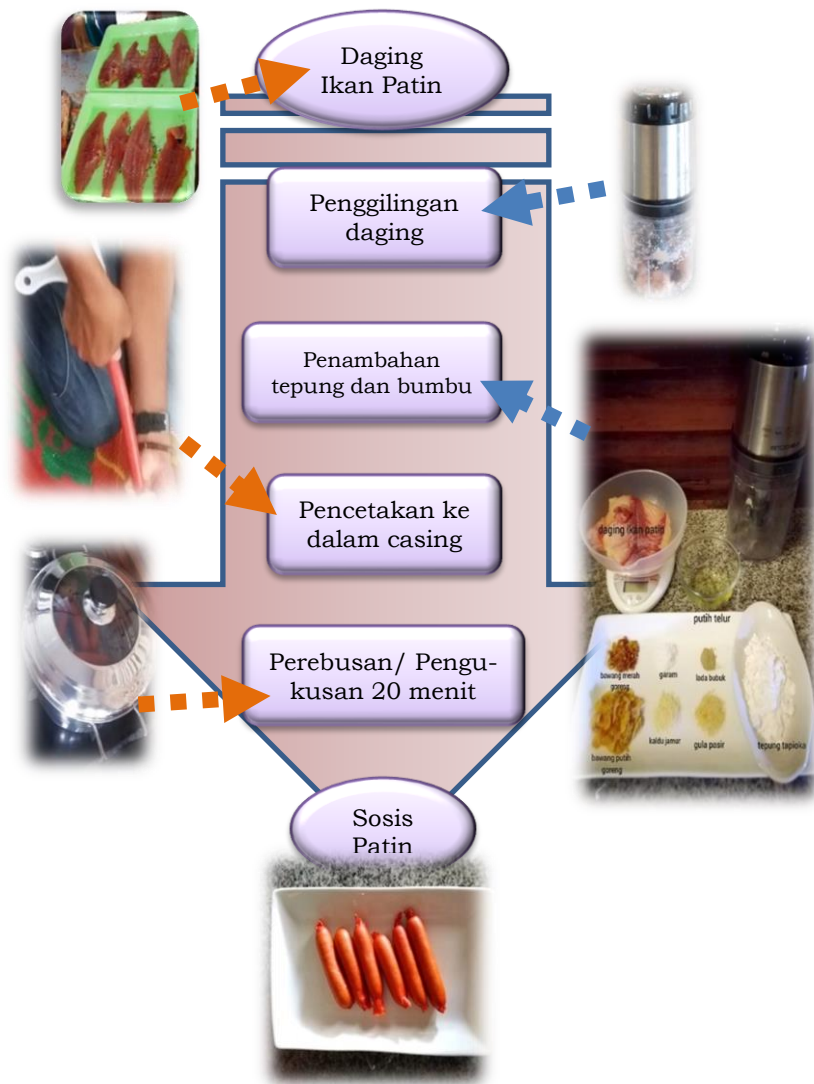 Daging
Ikan Patin
Penggilingan
daging
Penambahan
tepung dan bumbu
Pencetakan ke
dalam casing
Perebusan/ Pengu-
kusan 20 menit
Sosis
Patin
daging ikan patin
putih telur
bawang merah
goreng
garam
lada bubuk
bawang putih
goreng
kaldu jamur
gula pasir
tepung tapioka